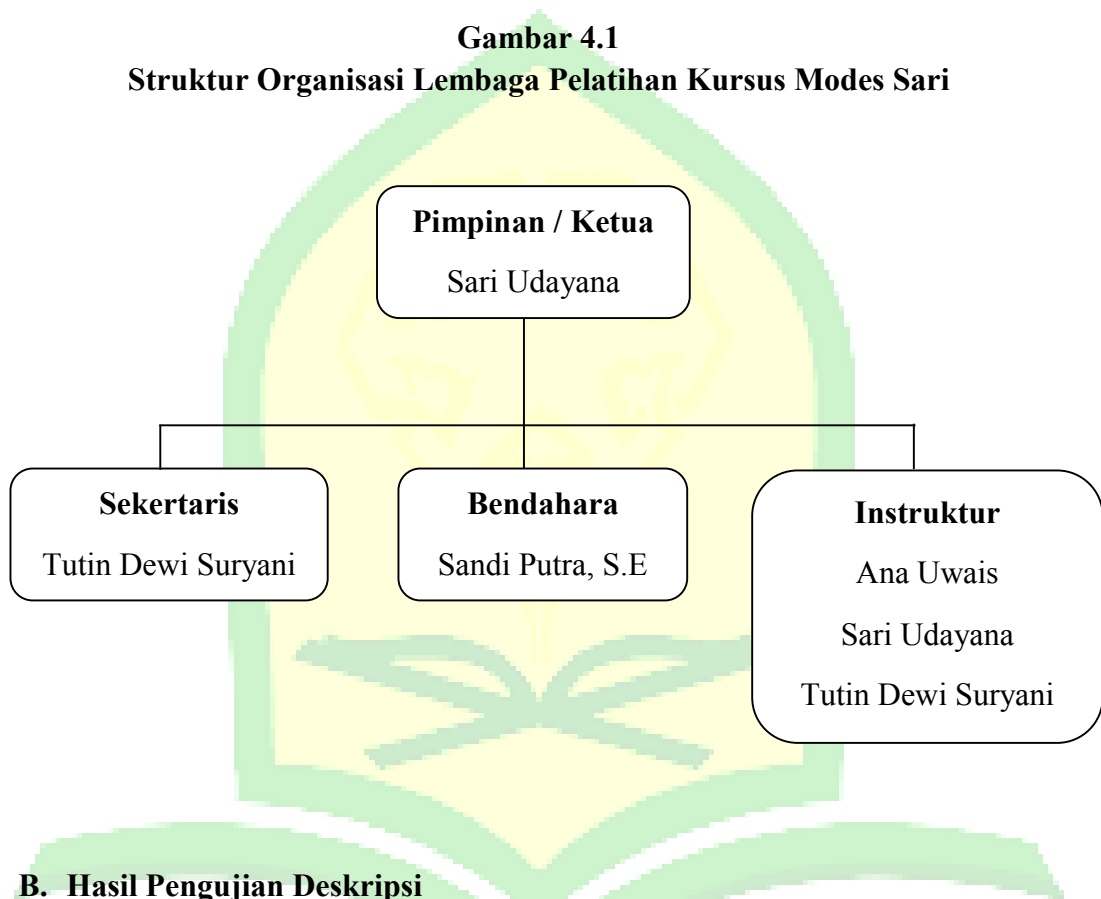 Gambar 4.1
Struktur Organisasi Lembaga Pelatihan Kursus Modes Sari
Pimpinan / Ketua
Sari Udayana
Sekertaris
Tutin Dewi Suryani
Bendahara
Sandi Putra, S.E
Instruktur
Ana Uwais
Sari Udayana
Tutin Dewi Suryani
B. Hasil Pengujian Deskripsi